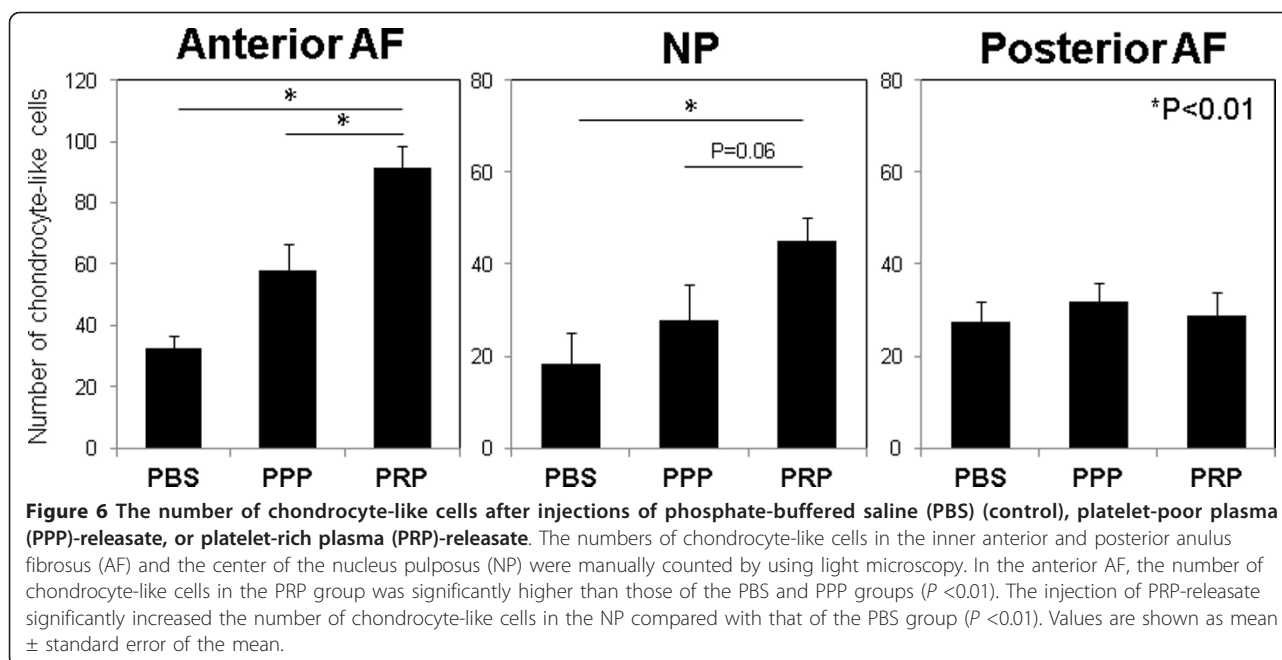 Anterior AF
NP
Posterior AF
Number of chondrocyte-like cells
120
100
80
60
40
20
0
*
*
PBS
PPP
PRP
80
60
40
20
0
*
P=0.06
PBS
PPP
PRP
80
60
40
20
0
*P<0.01
PBS
PPP
PRP
Figure 6 The number of chondrocyte-like cells after injections of phosphate-buffered saline (PBS) (control), platelet-poor plasma
(PPP)-releasate, or platelet-rich plasma (PRP)-releasate. The numbers of chondrocyte-like cells in the inner anterior and posterior anulus
fibrosus (AF) and the center of the nucleus pulposus (NP) were manually counted by using light microscopy. In the anterior AF, the number of
chondrocyte-like cells in the PRP group was significantly higher than those of the PBS and PPP groups (P <0.01). The injection of PRP-releasate
significantly increased the number of chondrocyte-like cells in the NP compared with that of the PBS group (P <0.01). Values are shown as mean
± standard error of the mean.